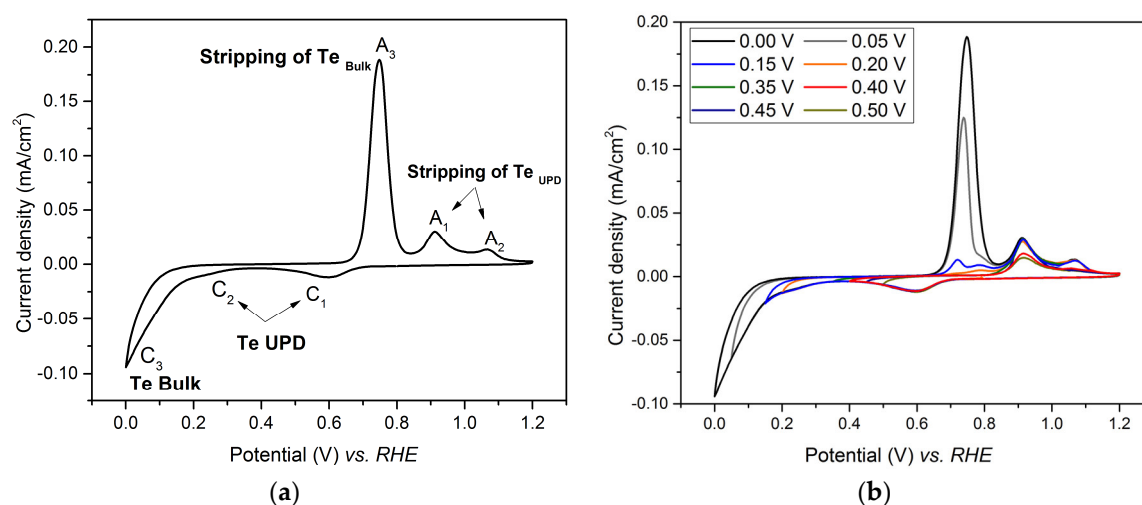 Stripping of Te Bulk
A3
Stripping of Te UPD
A1
A2
C2
C1
Te UPD
C3
Te Bulk
0.20
0.15
0.10
0.05
0.00
-0.05
-0.10
Current density (mA/cm²)
0.0 0.2 0.4 0.6 0.8 1.0 1.2
Potential (V) vs. RHE
(a)
0.00 V 0.05 V
0.15 V 0.20 V
0.35 V 0.40 V
0.45 V 0.50 V
0.20
0.15
0.10
0.05
0.00
-0.05
-0.10
Current density (mA/cm²)
0.0 0.2 0.4 0.6 0.8 1.0 1.2
Potential (V) vs. RHE
(b)